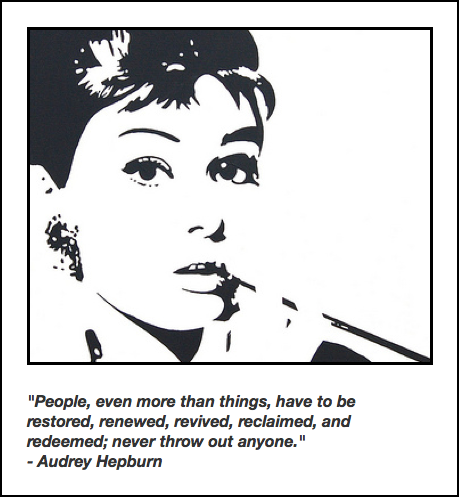 "People, even more than things, have to be
restored, renewed, revived, reclaimed, and
redeemed; never throw out anyone."
- Audrey Hepburn